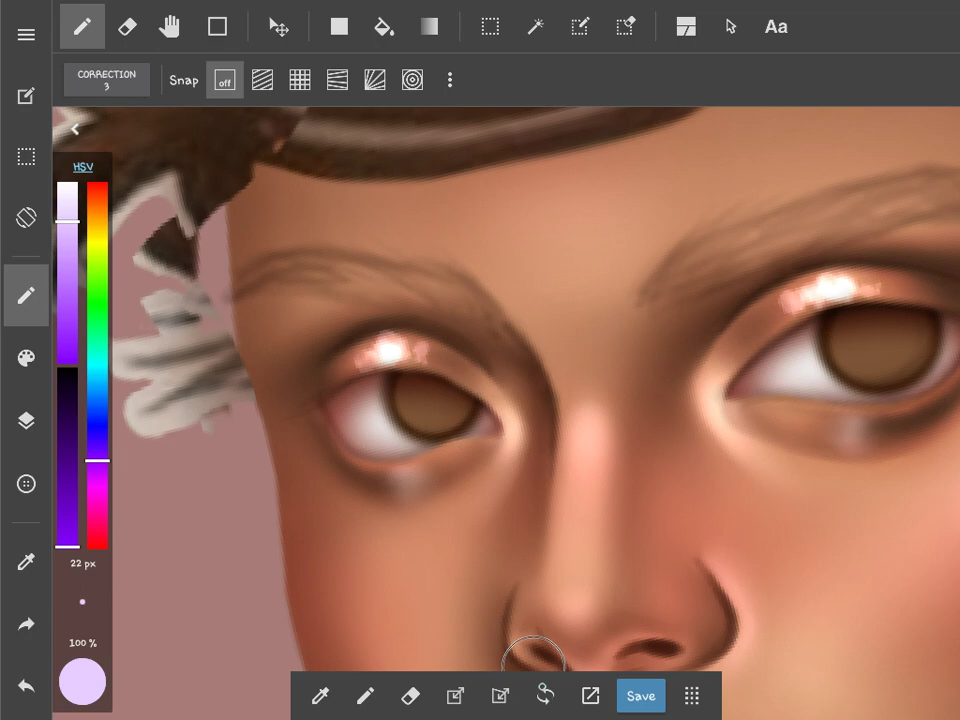 Aa
CORRECTION
3
Snap
off
HSV
22 px
100 %
Save